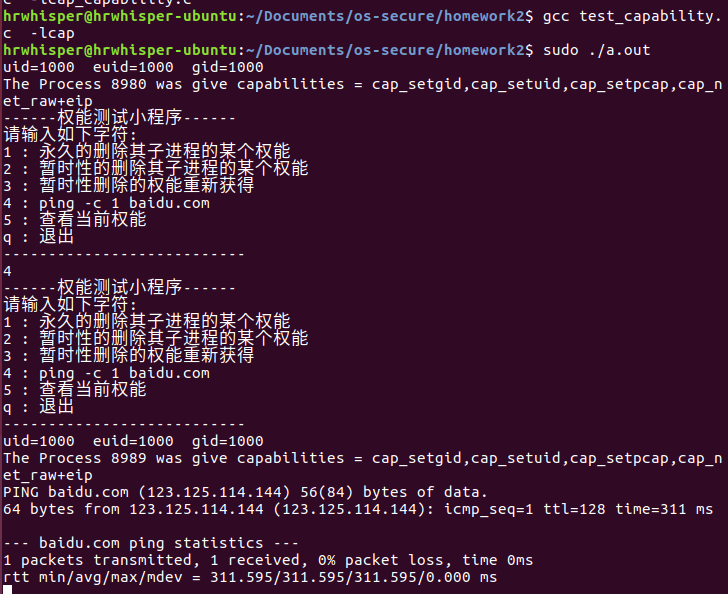 c -lcap_Capability.c
hrwhisper@hrwhisper-ubuntu:~/Documents/os-secure/homework2$ gcc test_capability.
c  -lcap
hrwhisper@hrwhisper-ubuntu:~/Documents/os-secure/homework2$ sudo ./a.out
uid=1000  euid=1000  gid=1000
The Process 8980 was give capabilities = cap_setgid,cap_setuid,cap_setpcap,cap_n
et_raw+eip
------权能测试小程序------
请输入如下字符:
1 : 永久的删除其子进程的某个权能
2 : 暂时性的删除其子进程的某个权能
3 : 暂时性删除的权能重新获得
4 : ping -c 1 baidu.com
5 : 查看当前权能
q : 退出
---------------------------
4
------权能测试小程序------
请输入如下字符:
1 : 永久的删除其子进程的某个权能
2 : 暂时性的删除其子进程的某个权能
3 : 暂时性删除的权能重新获得
4 : ping -c 1 baidu.com
5 : 查看当前权能
q : 退出
---------------------------
uid=1000  euid=1000  gid=1000
The Process 8989 was give capabilities = cap_setgid,cap_setuid,cap_setpcap,cap_n
et_raw+eip
PING baidu.com (123.125.114.144) 56(84) bytes of data.
64 bytes from 123.125.114.144 (123.125.114.144): icmp_seq=1 ttl=128 time=311 ms

--- baidu.com ping statistics ---
1 packets transmitted, 1 received, 0% packet loss, time 0ms
rtt min/avg/max/mdev = 311.595/311.595/311.595/0.000 ms